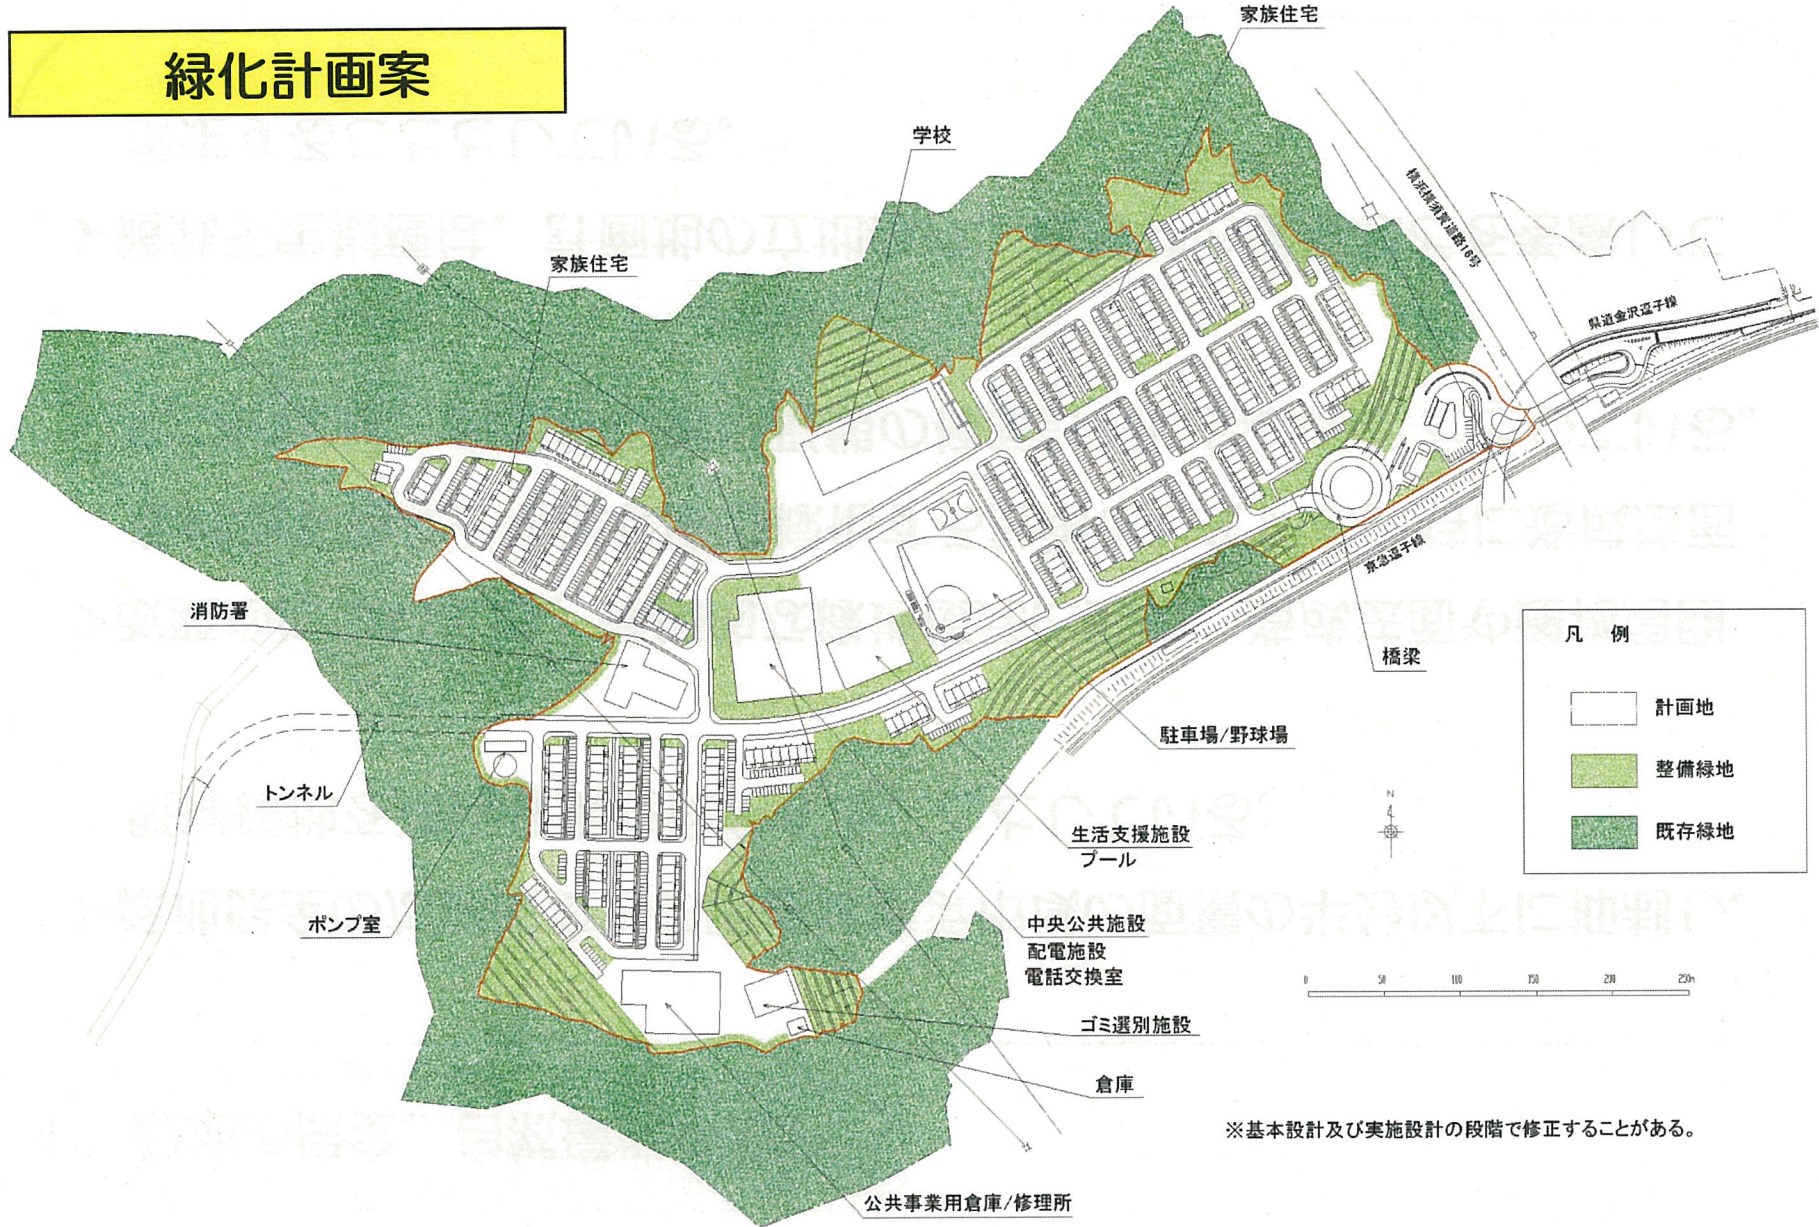 緑化計画案
家族住宅
学校
横浜横須賀道路16号
県道金沢逗子線
家族住宅
京急逗子線
消防署
凡 例
橋梁
計画地
駐車場/野球場
整備緑地
トンネル
N
生活支援施設
プール
既存緑地
ポンプ室
中央公共施設
配電施設
電話交換室
0 50 100 150 200 250m
ゴミ選別施設
倉庫
※基本設計及び実施設計の段階で修正することがある。
公共事業用倉庫/修理所